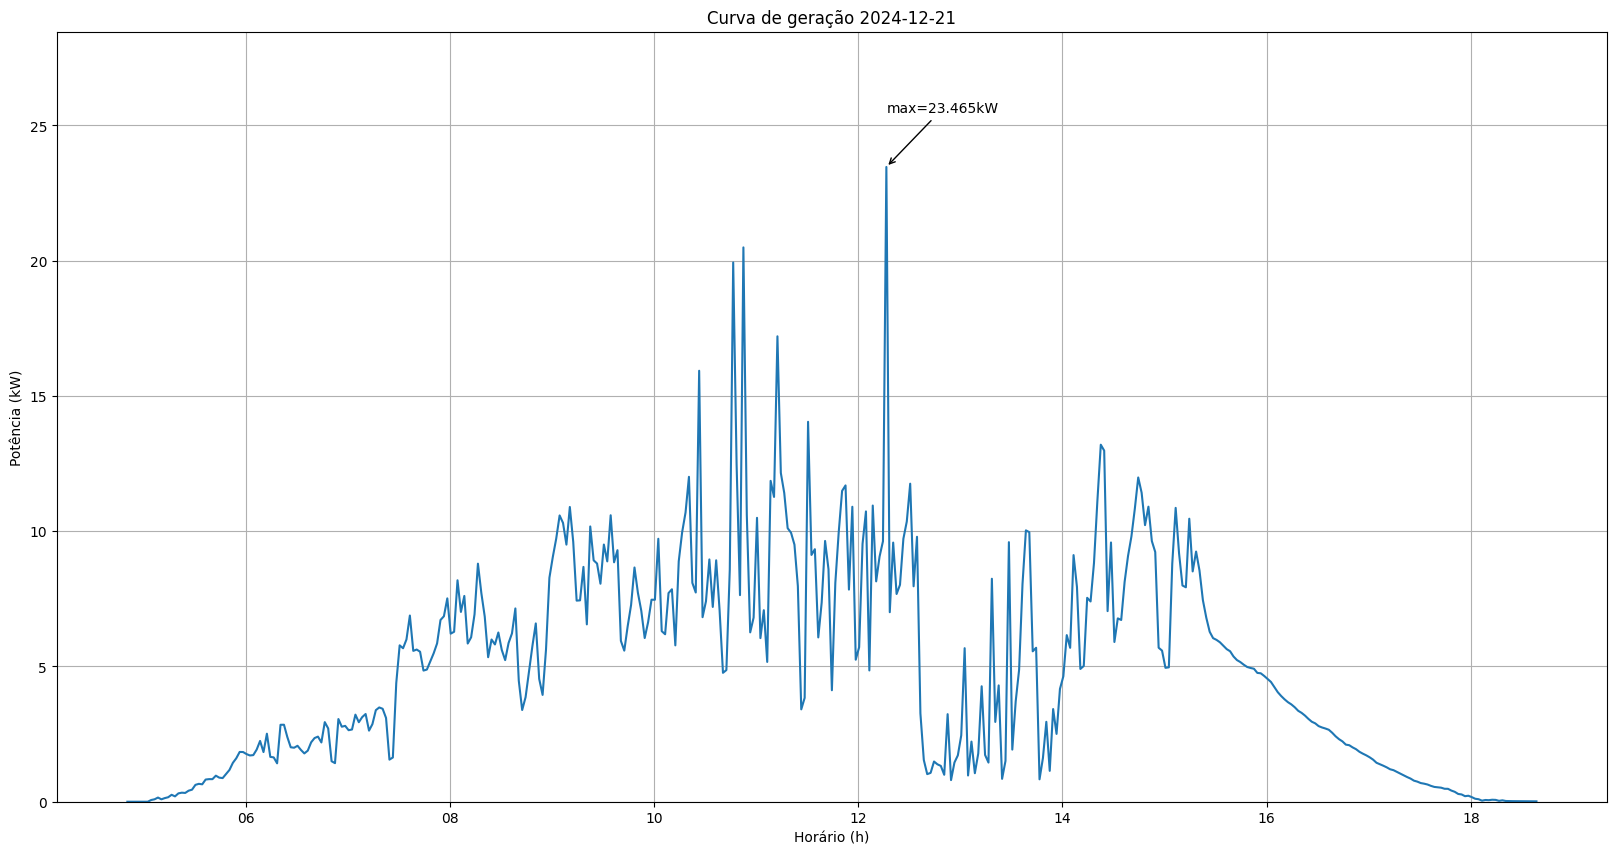 Curva de geração 2024-12-21
max=23.465kW
Potência (kW)
25
20
15
10
5
0
06 08 10 12 14 16 18
Horário (h)